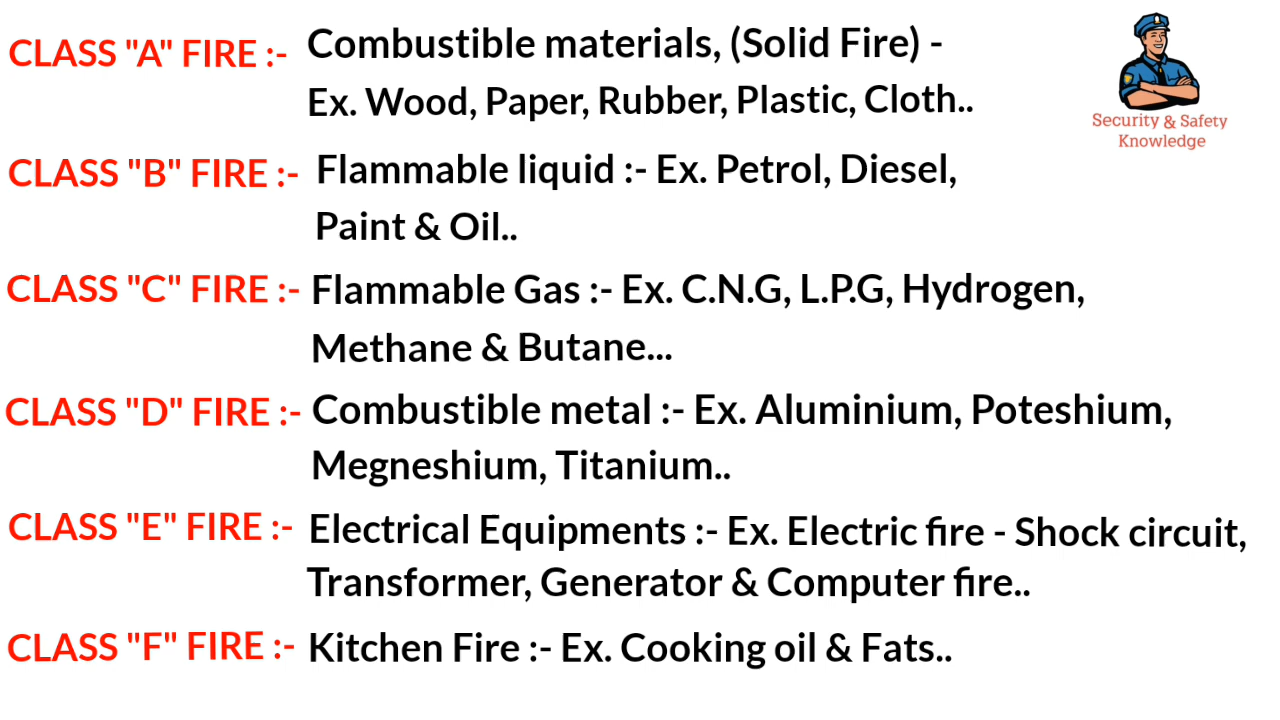 CLASS "A" FIRE :- Combustible materials, (Solid Fire) -
Ex. Wood, Paper, Rubber, Plastic, Cloth..
Security & Safety
Knowledge
CLASS "B" FIRE :- Flammable liquid :- Ex. Petrol, Diesel,
Paint & Oil..
CLASS "C" FIRE :- Flammable Gas :- Ex. C.N.G, L.P.G, Hydrogen,
Methane & Butane...
CLASS "D" FIRE :- Combustible metal :- Ex. Aluminium, Poteshium,
Megneshium, Titanium..
CLASS "E" FIRE :- Electrical Equipments :- Ex. Electric fire - Shock circuit,
Transformer, Generator & Computer fire..
CLASS "F" FIRE :- Kitchen Fire :- Ex. Cooking oil & Fats..